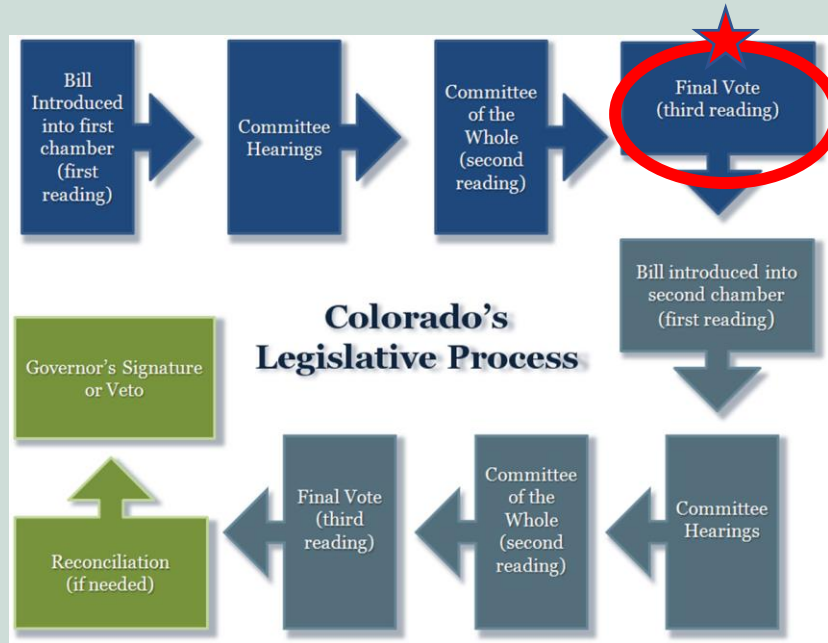 Bill
Introduced
into first
chamber
(first
reading)
Committee
Hearings
Committee
of the
Whole
(second
reading)
Final Vote
(third reading)
Bill introduced into
second chamber
(first reading)
Colorado's
Legislative Process
Committee
Hearings
Committee
of the
Whole
(second
reading)
Final Vote
(third
reading)
Reconciliation
(if needed)
Governor's Signature
or Veto